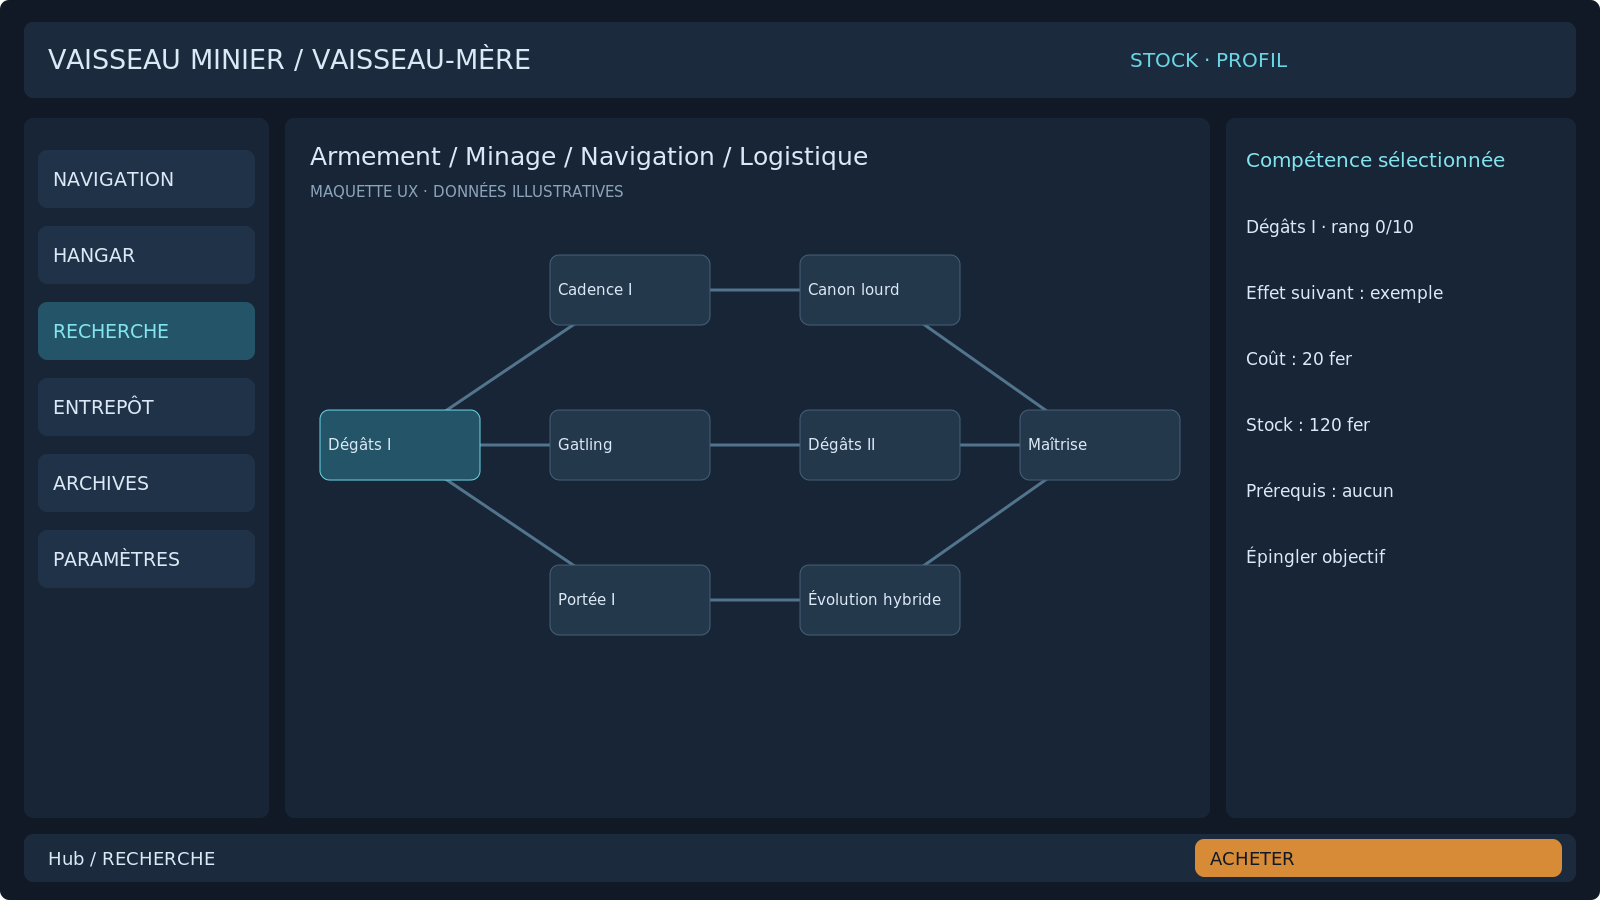 VAISSEAU MINIER / VAISSEAU-MÈRE
STOCK · PROFIL
NAVIGATION
HANGAR
RECHERCHE
ENTREPÔT
ARCHIVES
PARAMÈTRES
Armement / Minage / Navigation / Logistique
MAQUETTE UX · DONNÉES ILLUSTRATIVES
Cadence I
Canon lourd
Dégâts I
Gatling
Dégâts II
Maîtrise
Portée I
Évolution hybride
Compétence sélectionnée
Dégâts I · rang 0/10
Effet suivant : exemple
Coût : 20 fer
Stock : 120 fer
Prérequis : aucun
Épingler objectif
Hub / RECHERCHE
ACHETER